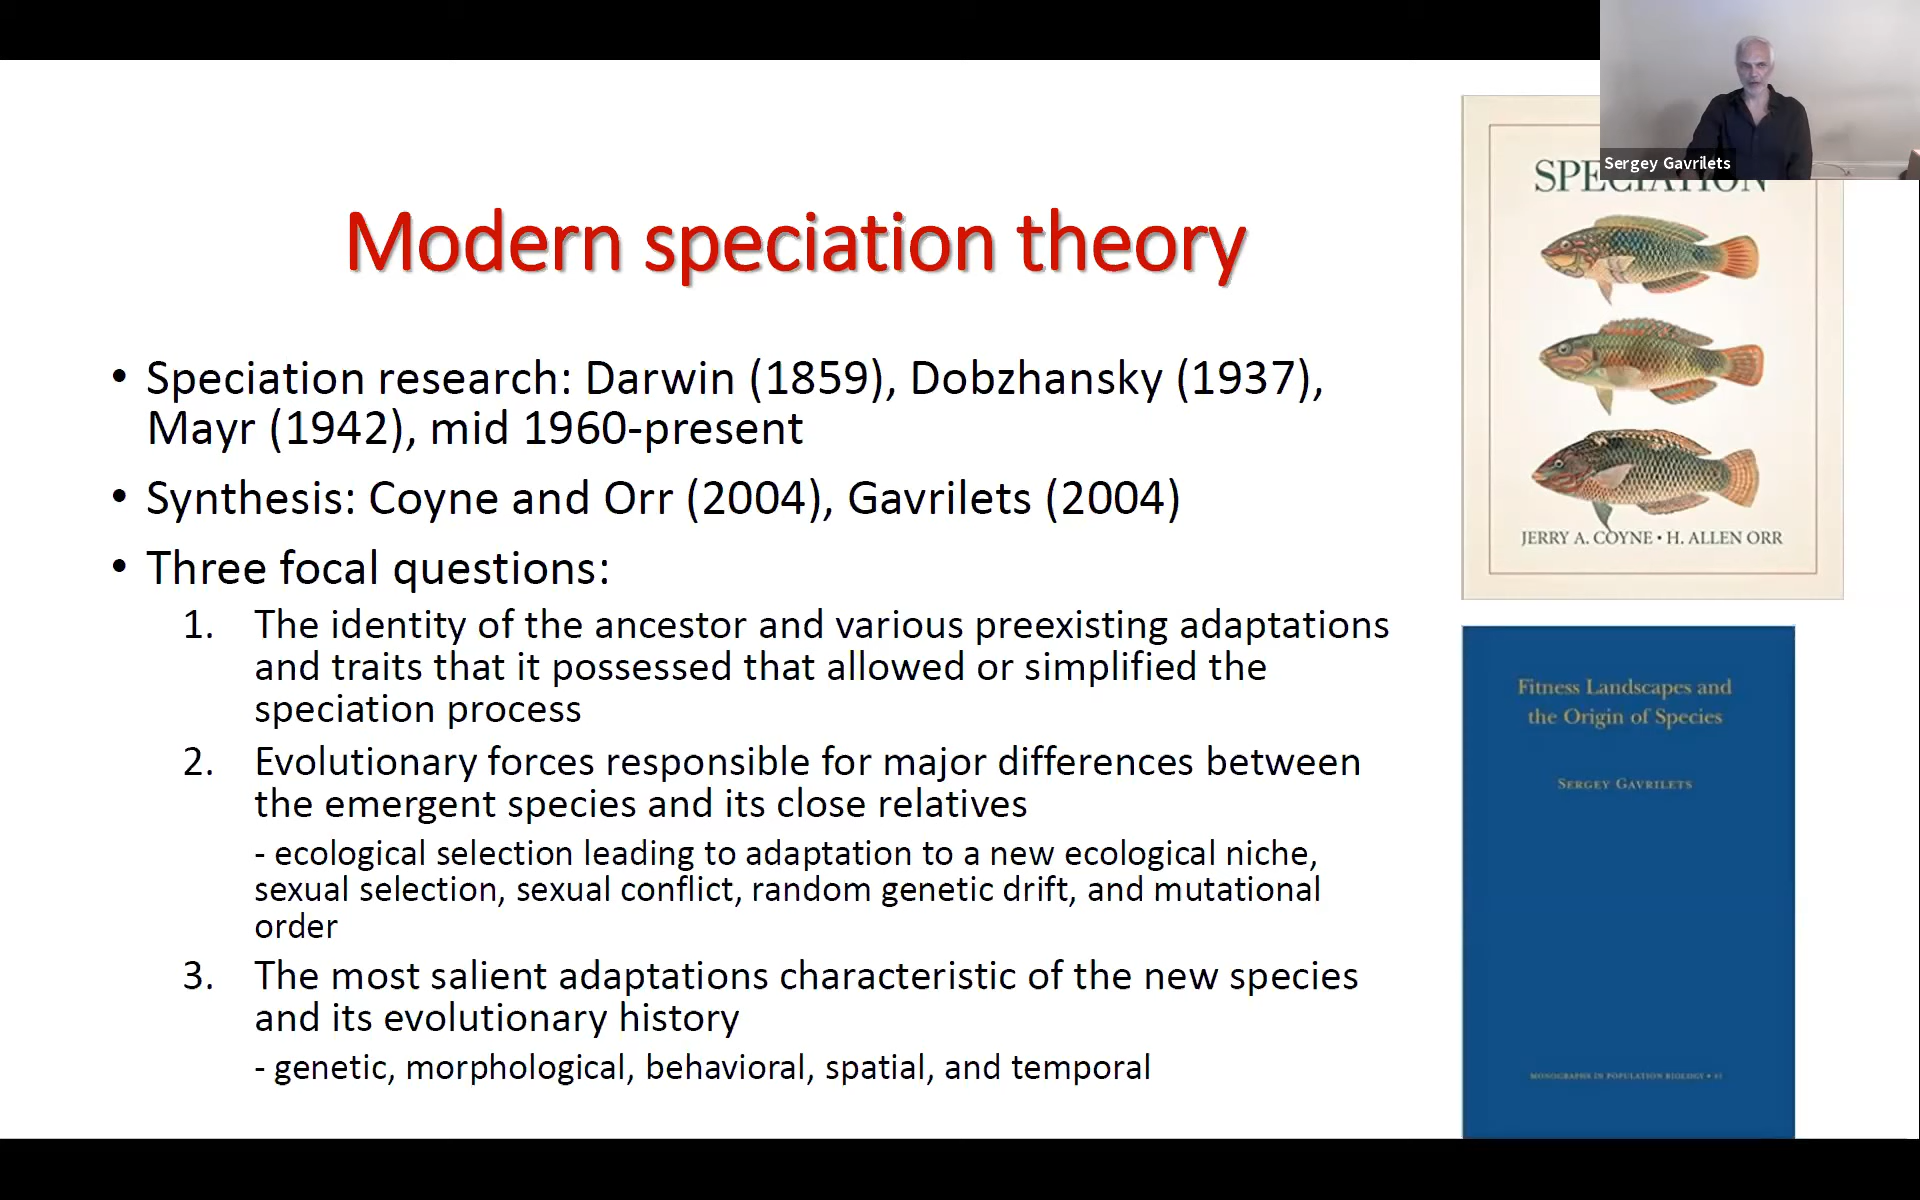 Sergey Gavrilets
SPECIATION
Modern speciation theory
• Speciation research: Darwin (1859), Dobzhansky (1937),
Mayr (1942), mid 1960-present
• Synthesis: Coyne and Orr (2004), Gavrilets (2004)
• Three focal questions:
1. The identity of the ancestor and various preexisting adaptations
and traits that it possessed that allowed or simplified the
speciation process
2. Evolutionary forces responsible for major differences between
the emergent species and its close relatives
- ecological selection leading to adaptation to a new ecological niche,
sexual selection, sexual conflict, random genetic drift, and mutational
order
3. The most salient adaptations characteristic of the new species
and its evolutionary history
- genetic, morphological, behavioral, spatial, and temporal
JERRY A. COYNE • H. ALLEN ORR
Fitness Landscapes and
the Origin of Species
SERGEY GAVRILETS
MONOGRAPHS IN POPULATION BIOLOGY • 41